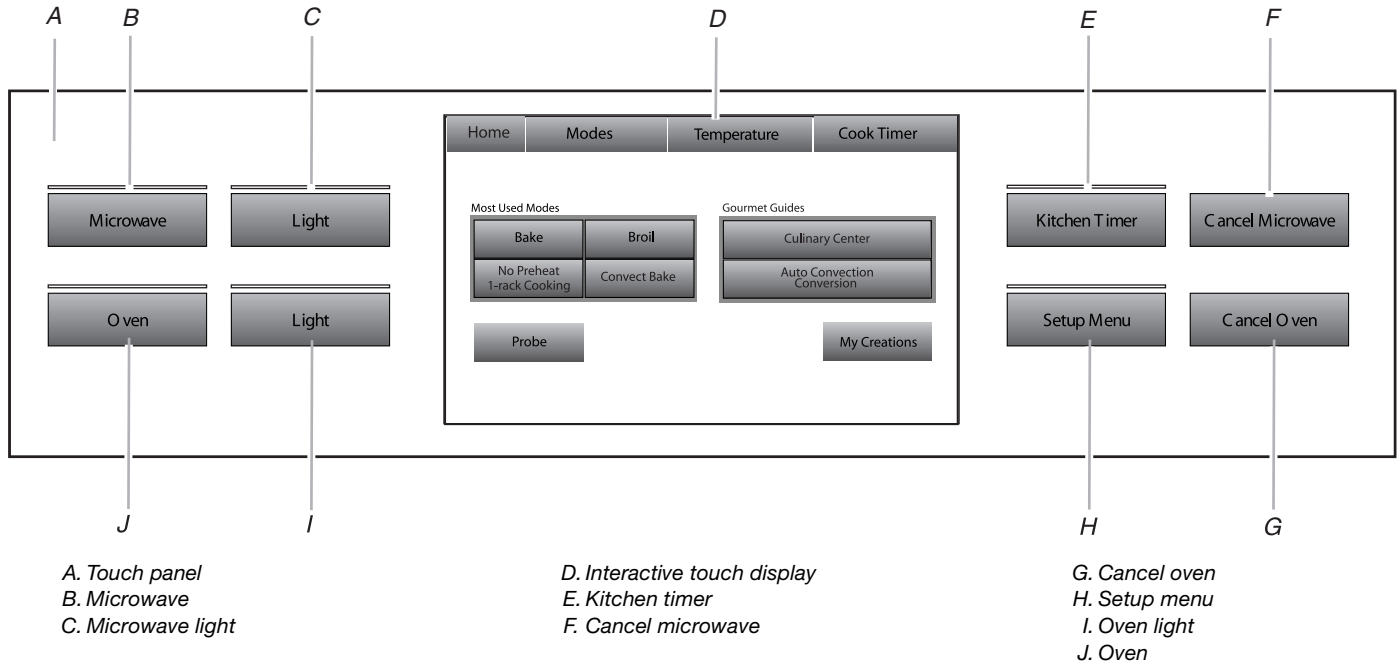 A B C D E F
Home Modes Temperature Cook Timer
Microwave Light Kitchen Timer Cancel Microwave
Most Used Modes Gourmet Guides
Bake Broil Culinary Center
No Preheat
1-rack Cooking Convect Bake Auto Convection
Conversion
Oven Light Setup Menu Cancel Oven
Probe My Creations
J I H G
A. Touch panel
B. Microwave
C. Microwave light
D. Interactive touch display
E. Kitchen timer
F. Cancel microwave
G. Cancel oven
H. Setup menu
I. Oven light
J. Oven